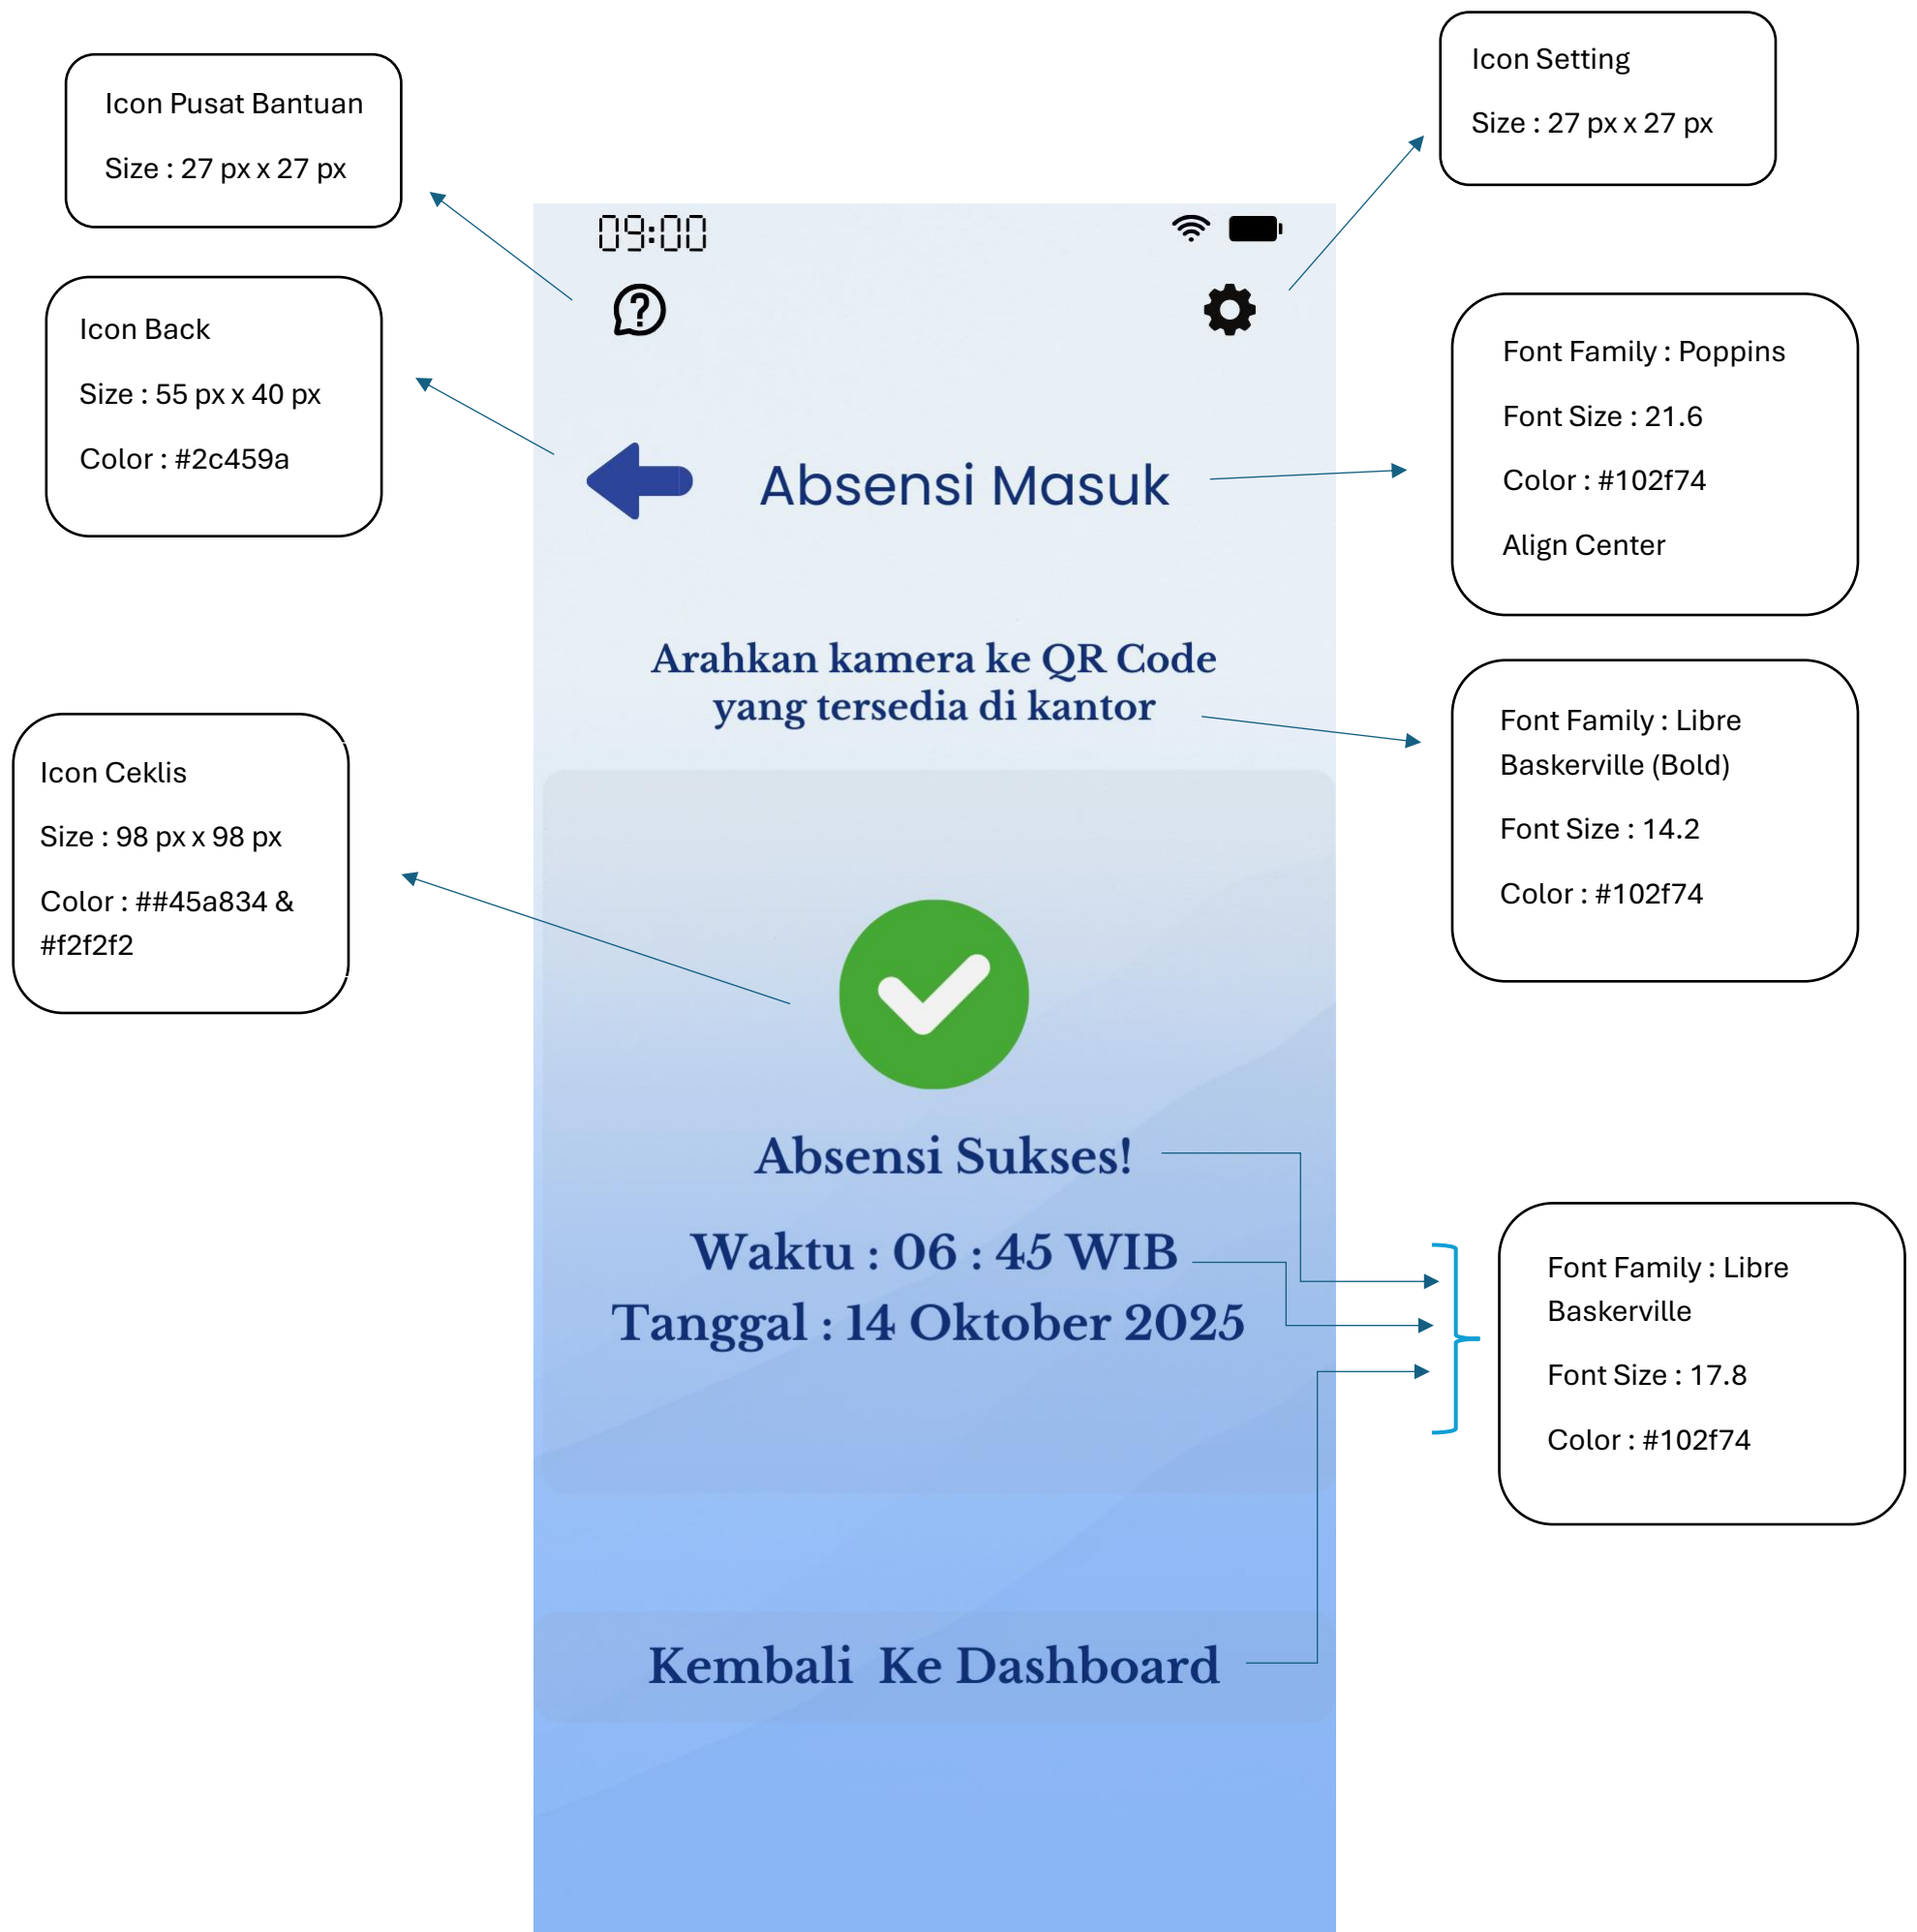 Icon Pusat Bantuan
Size : 27 px x 27 px
Icon Setting
Size : 27 px x 27 px
09:00
Icon Back
Size : 55 px x 40 px
Color : #2c459a
Absensi Masuk
Font Family : Poppins
Font Size : 21.6
Color : #102f74
Align Center
Arahkan kamera ke QR Code
yang tersedia di kantor
Font Family : Libre
Baskerville (Bold)
Font Size : 14.2
Color : #102f74
Icon Ceklis
Size : 98 px x 98 px
Color : ##45a834 &
#f2f2f2
Absensi Sukses!
Waktu : 06 : 45 WIB
Tanggal : 14 Oktober 2025
Font Family : Libre
Baskerville
Font Size : 17.8
Color : #102f74
Kembali  Ke Dashboard